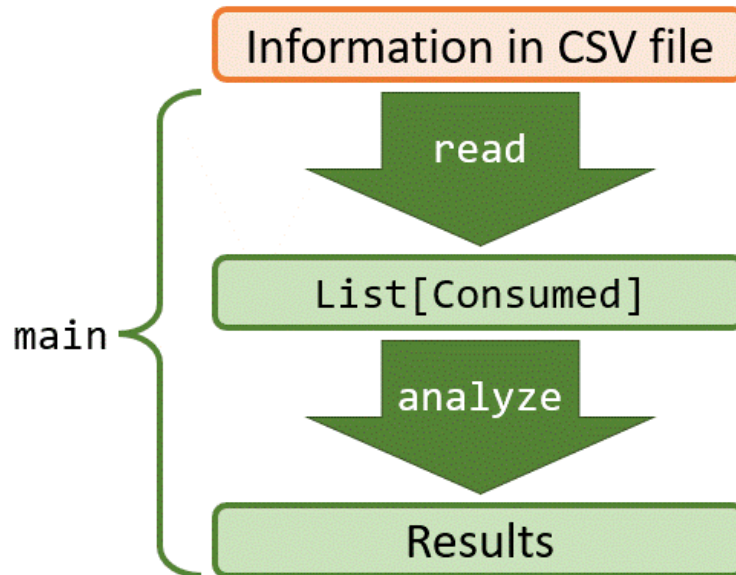 Information in CSV file
read
List[Consumed]
main
analyze
Results